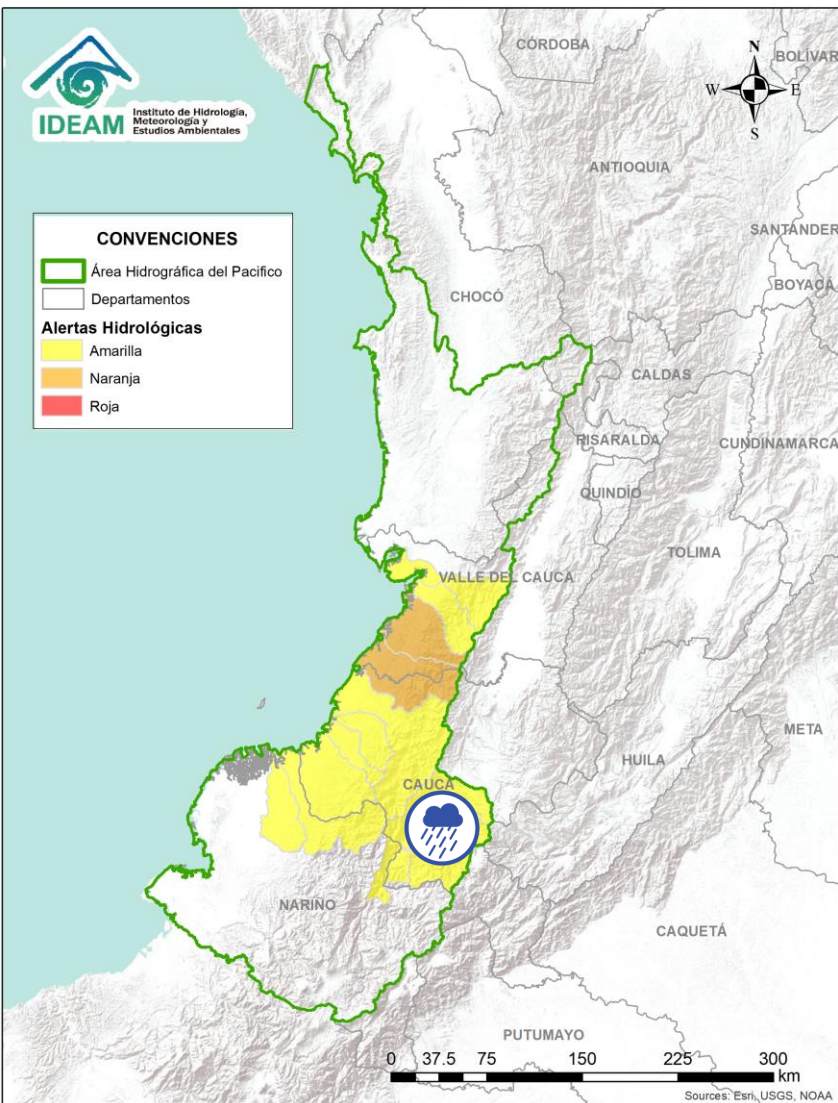 IDEAM
Instituto de Hidrología,
Meteorología y
Estudios Ambientales
CONVENCIONES
Área Hidrográfica del Pacifico
Departamentos
Alertas Hidrológicas
Amarilla
Naranja
Roja
N
W E
S
CÓRDOBA
BOLÍVAR
ANTIOQUIA
SANTANDER
BOYACÁ
CHOCÓ
CALDAS
RISARALDA
CUNDINAMARCA
QUINDÍO
TOLIMA
VALLE DEL CAUCA
META
HUILA
CAUCA
NARIÑO
CAQUETÁ
PUTUMAYO
0 37.5 75 150 225 300
km
Sources: Esri, USGS, NOAA